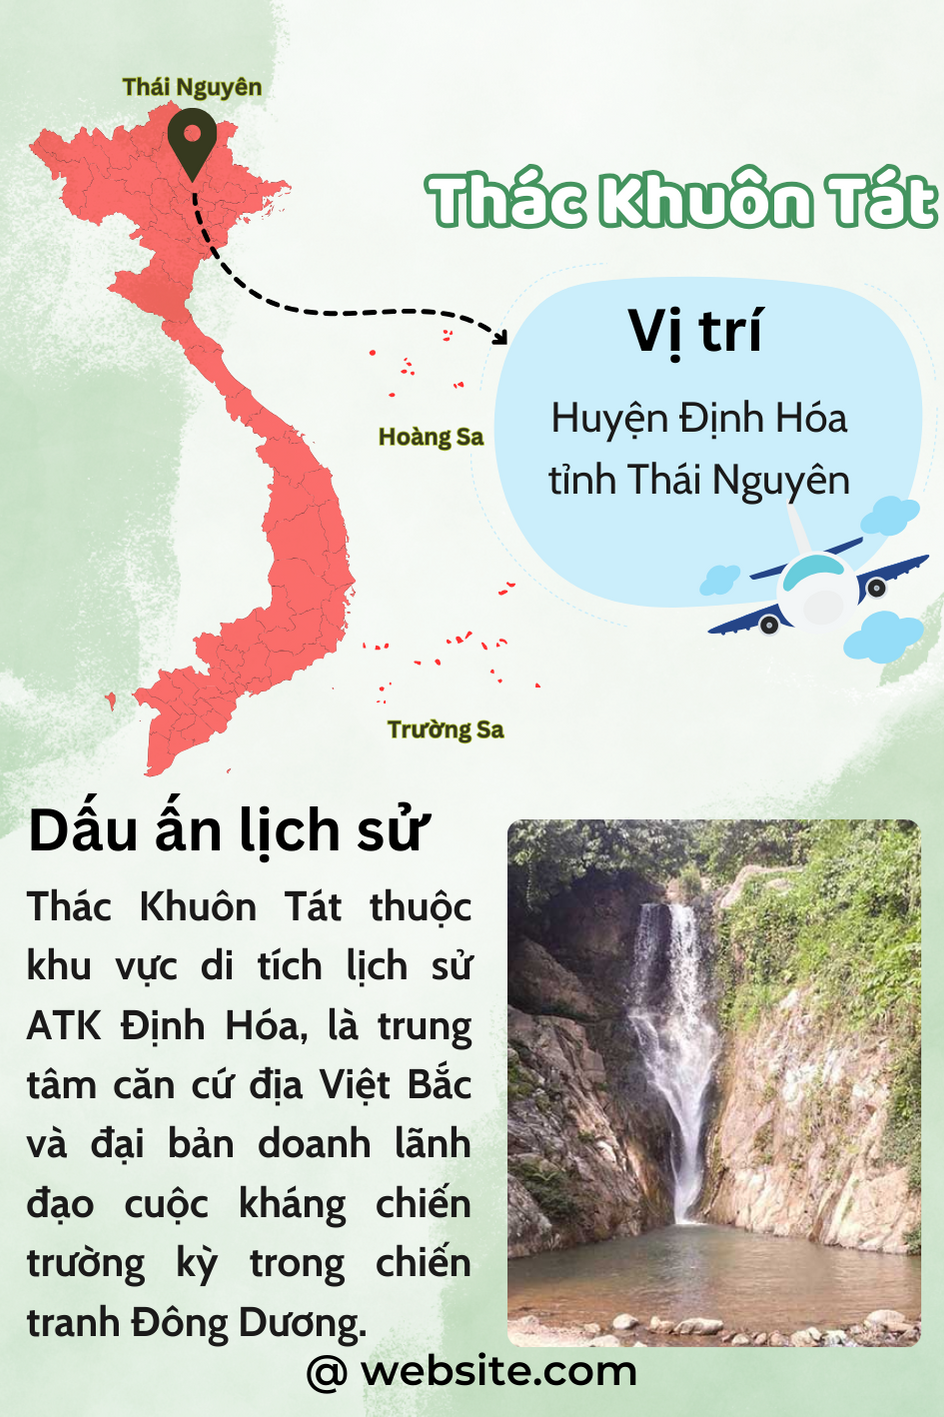 Thái Nguyên
Thác Khuôn Tát
Vị trí
Huyện Định Hóa
tỉnh Thái Nguyên
Hoàng Sa
Trường Sa
Dấu ấn lịch sử
Thác Khuôn Tát thuộc
khu vực di tích lịch sử
ATK Định Hóa, là trung
tâm căn cứ địa Việt Bắc
và đại bản doanh lãnh
đạo cuộc kháng chiến
trường kỳ trong chiến
tranh Đông Dương.
@ website.com